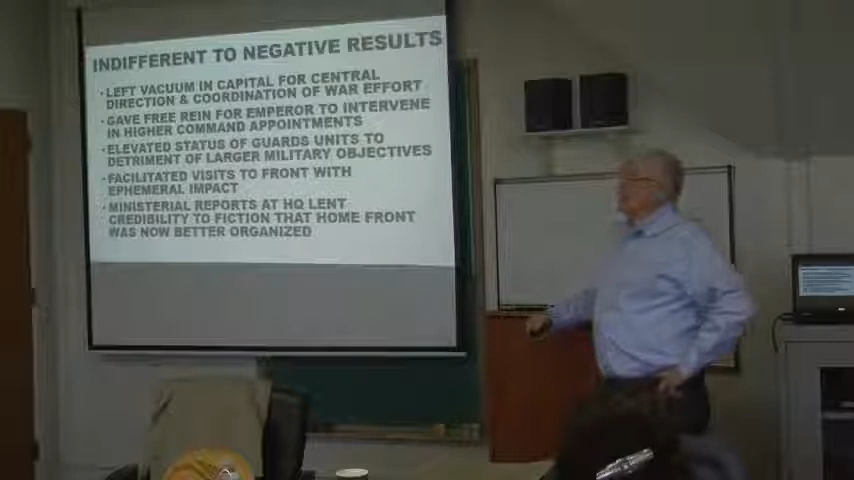 INDIFFERENT TO NEGATIVE RESULTS
• LEFT VACUUM IN CAPITAL FOR CENTRAL
DIRECTION & COORDINATION OF WAR EFFORT
• GAVE FREE REIN FOR EMPEROR TO INTERVENE
IN HIGHER COMMAND APPOINTMENTS
• ELEVATED STATUS OF GUARDS UNITS TO
DETRIMENT OF LARGER MILITARY OBJECTIVES
• FACILITATED VISITS TO FRONT WITH
EPHEMERAL IMPACT
• MINISTERIAL REPORTS AT HQ LENT
CREDIBILITY TO FICTION THAT HOME FRONT
WAS NOW BETTER ORGANIZED